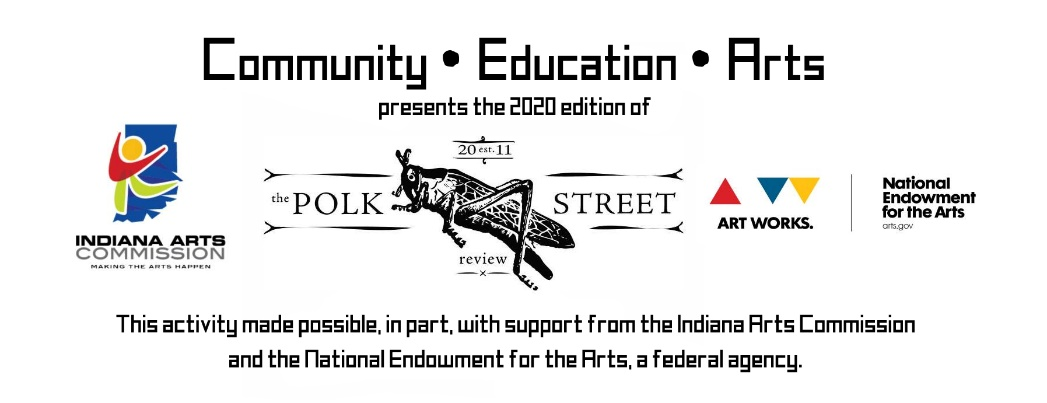 Community • Education • Arts
presents the 2020 edition of
INDIANA ARTS
COMMISSION
MAKING THE ARTS HAPPEN
20 est. 11
the POLK STREET
review
ART WORKS.
National
Endowment
for the Arts
arts.gov
This activity made possible, in part, with support from the Indiana Arts Commission
and the National Endowment for the Arts, a federal agency.